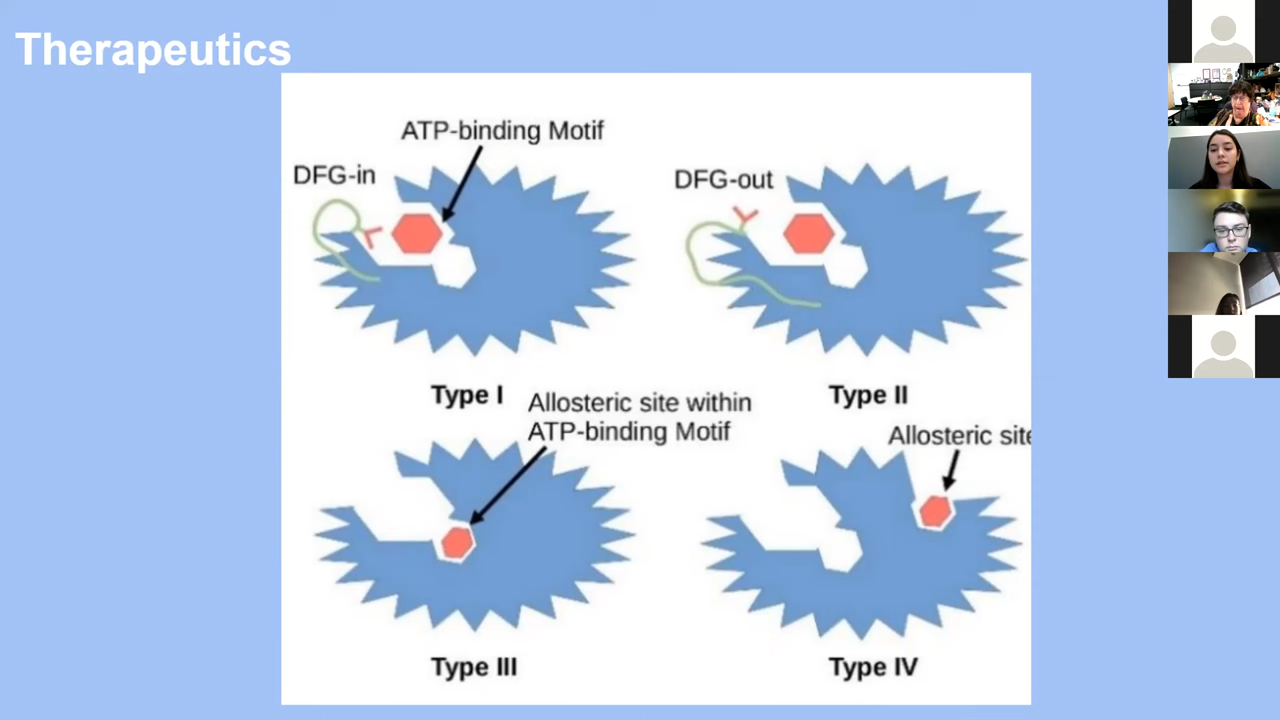 Therapeutics
ATP-binding Motif
DFG-in
DFG-out
Type I
Type II
Allosteric site within
ATP-binding Motif
Allosteric site
Type III
Type IV